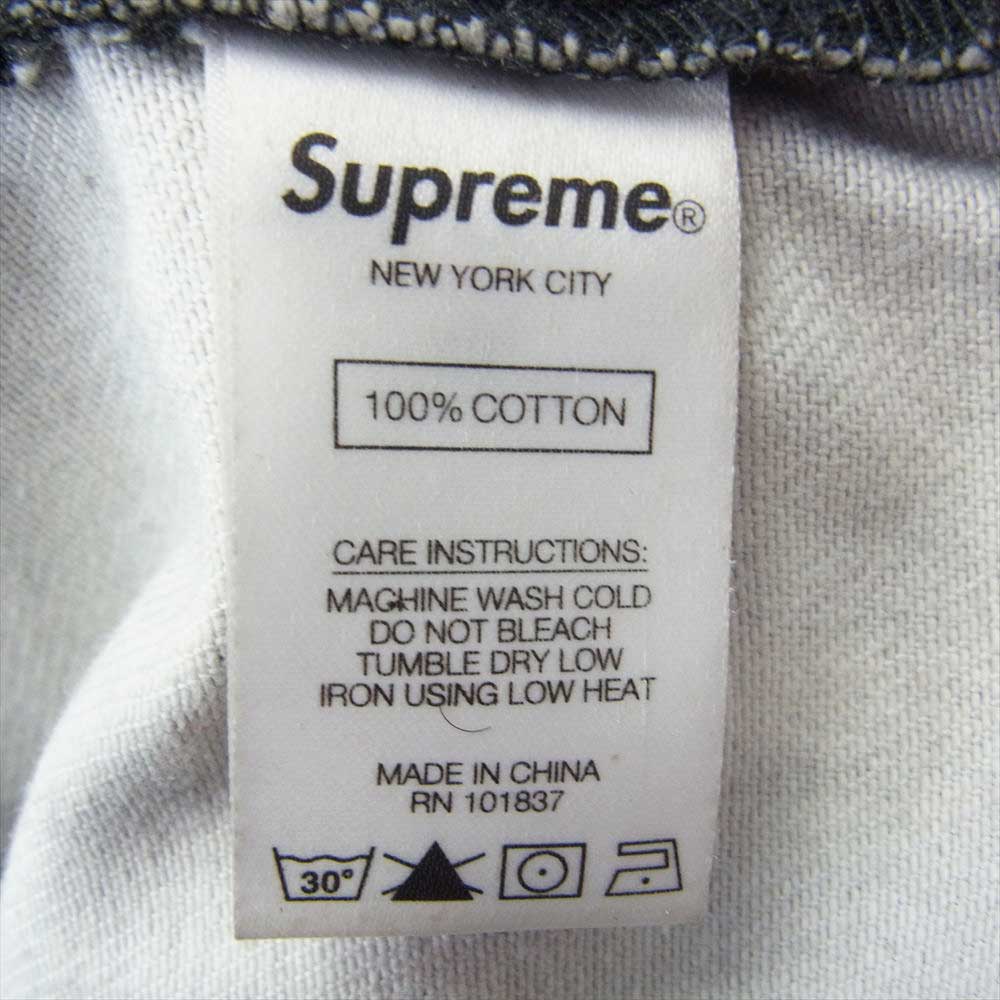 Supreme®
NEW YORK CITY
100% COTTON
CARE INSTRUCTIONS:
MACHINE WASH COLD
DO NOT BLEACH
TUMBLE DRY LOW
IRON USING LOW HEAT
MADE IN CHINA
RN 101837
30°